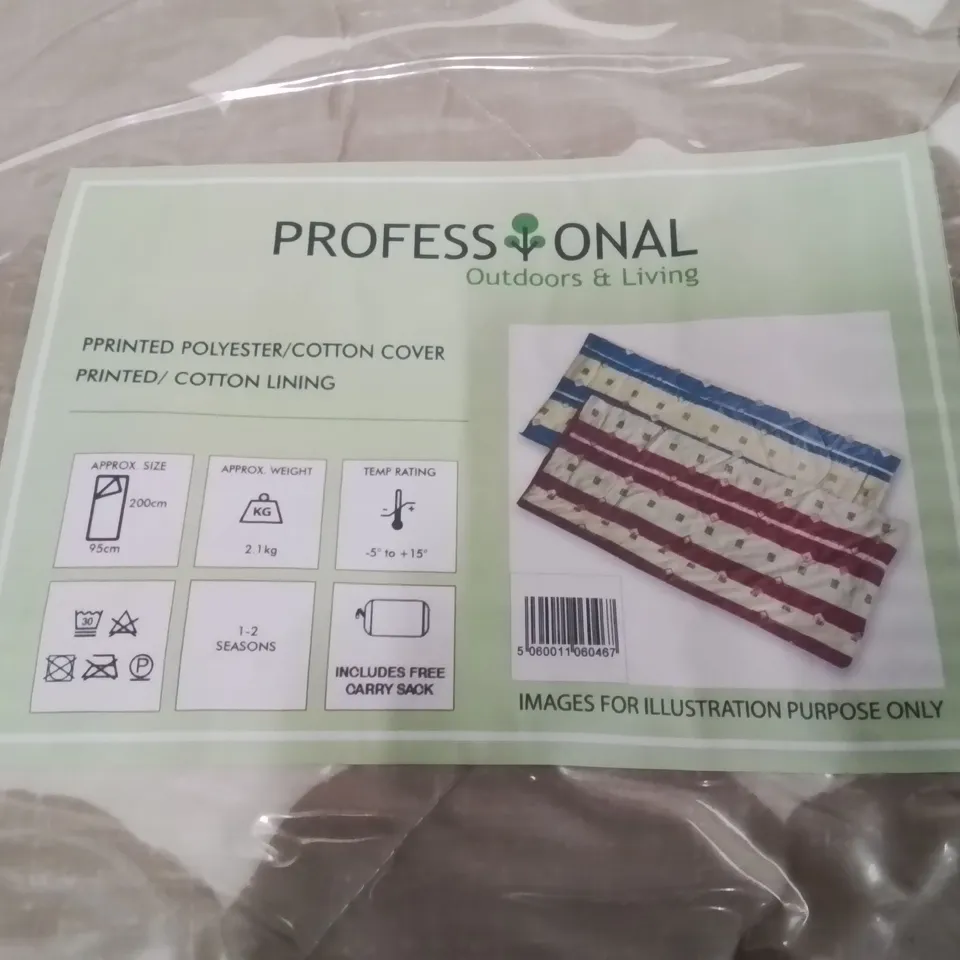 PROFESSIONAL
Outdoors & Living
PPRINTED POLYESTER/COTTON COVER
PRINTED/ COTTON LINING
APPROX. SIZE
200cm
95cm
APPROX. WEIGHT
KG
2.1kg
TEMP RATING
- +
-5° to +15°
30
P
1-2
SEASONS
INCLUDES FREE
CARRY SACK
5 060011 060467
IMAGES FOR ILLUSTRATION PURPOSE ONLY